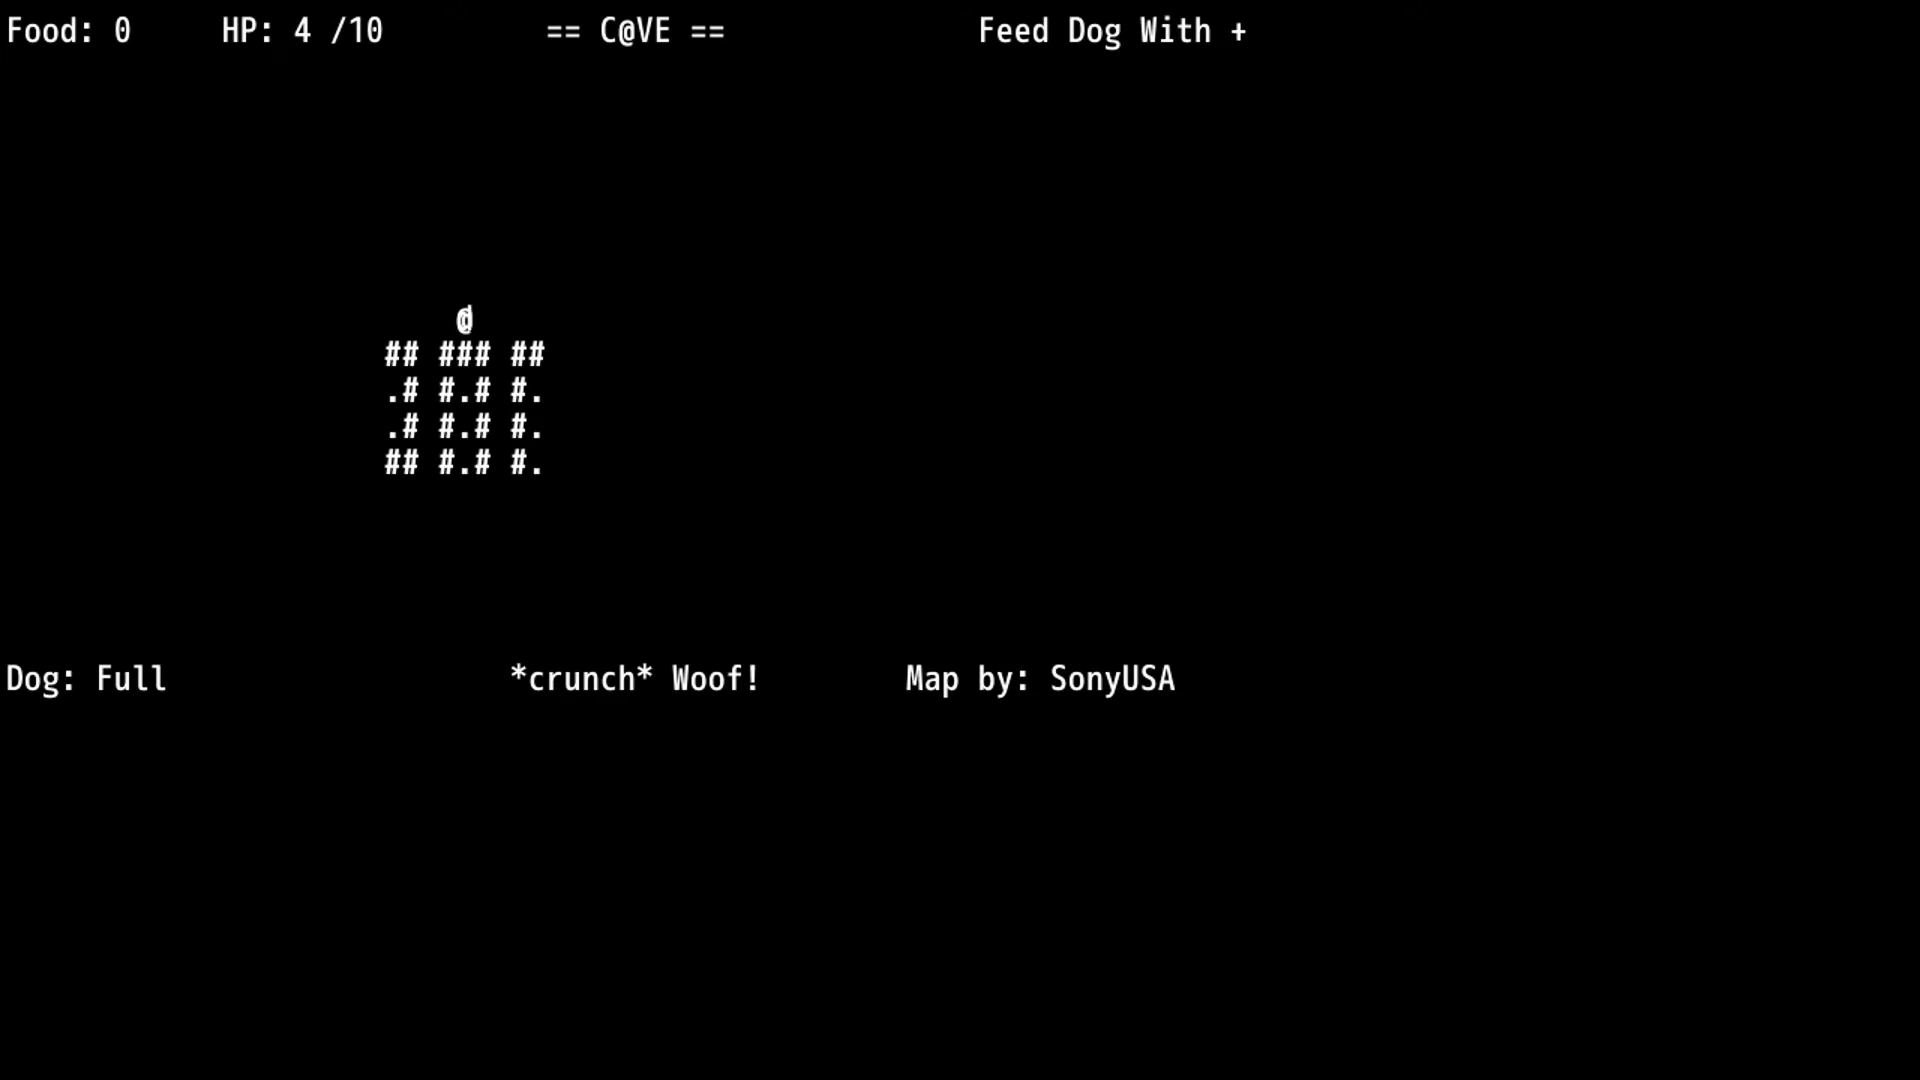 Food: 0     HP: 4 /10         == C@VE ==              Feed Dog With +
@
## ### ##
.# #.# #.
.# #.# #.
## #.# #.
Dog: Full                   *crunch* Woof!        Map by: SonyUSA